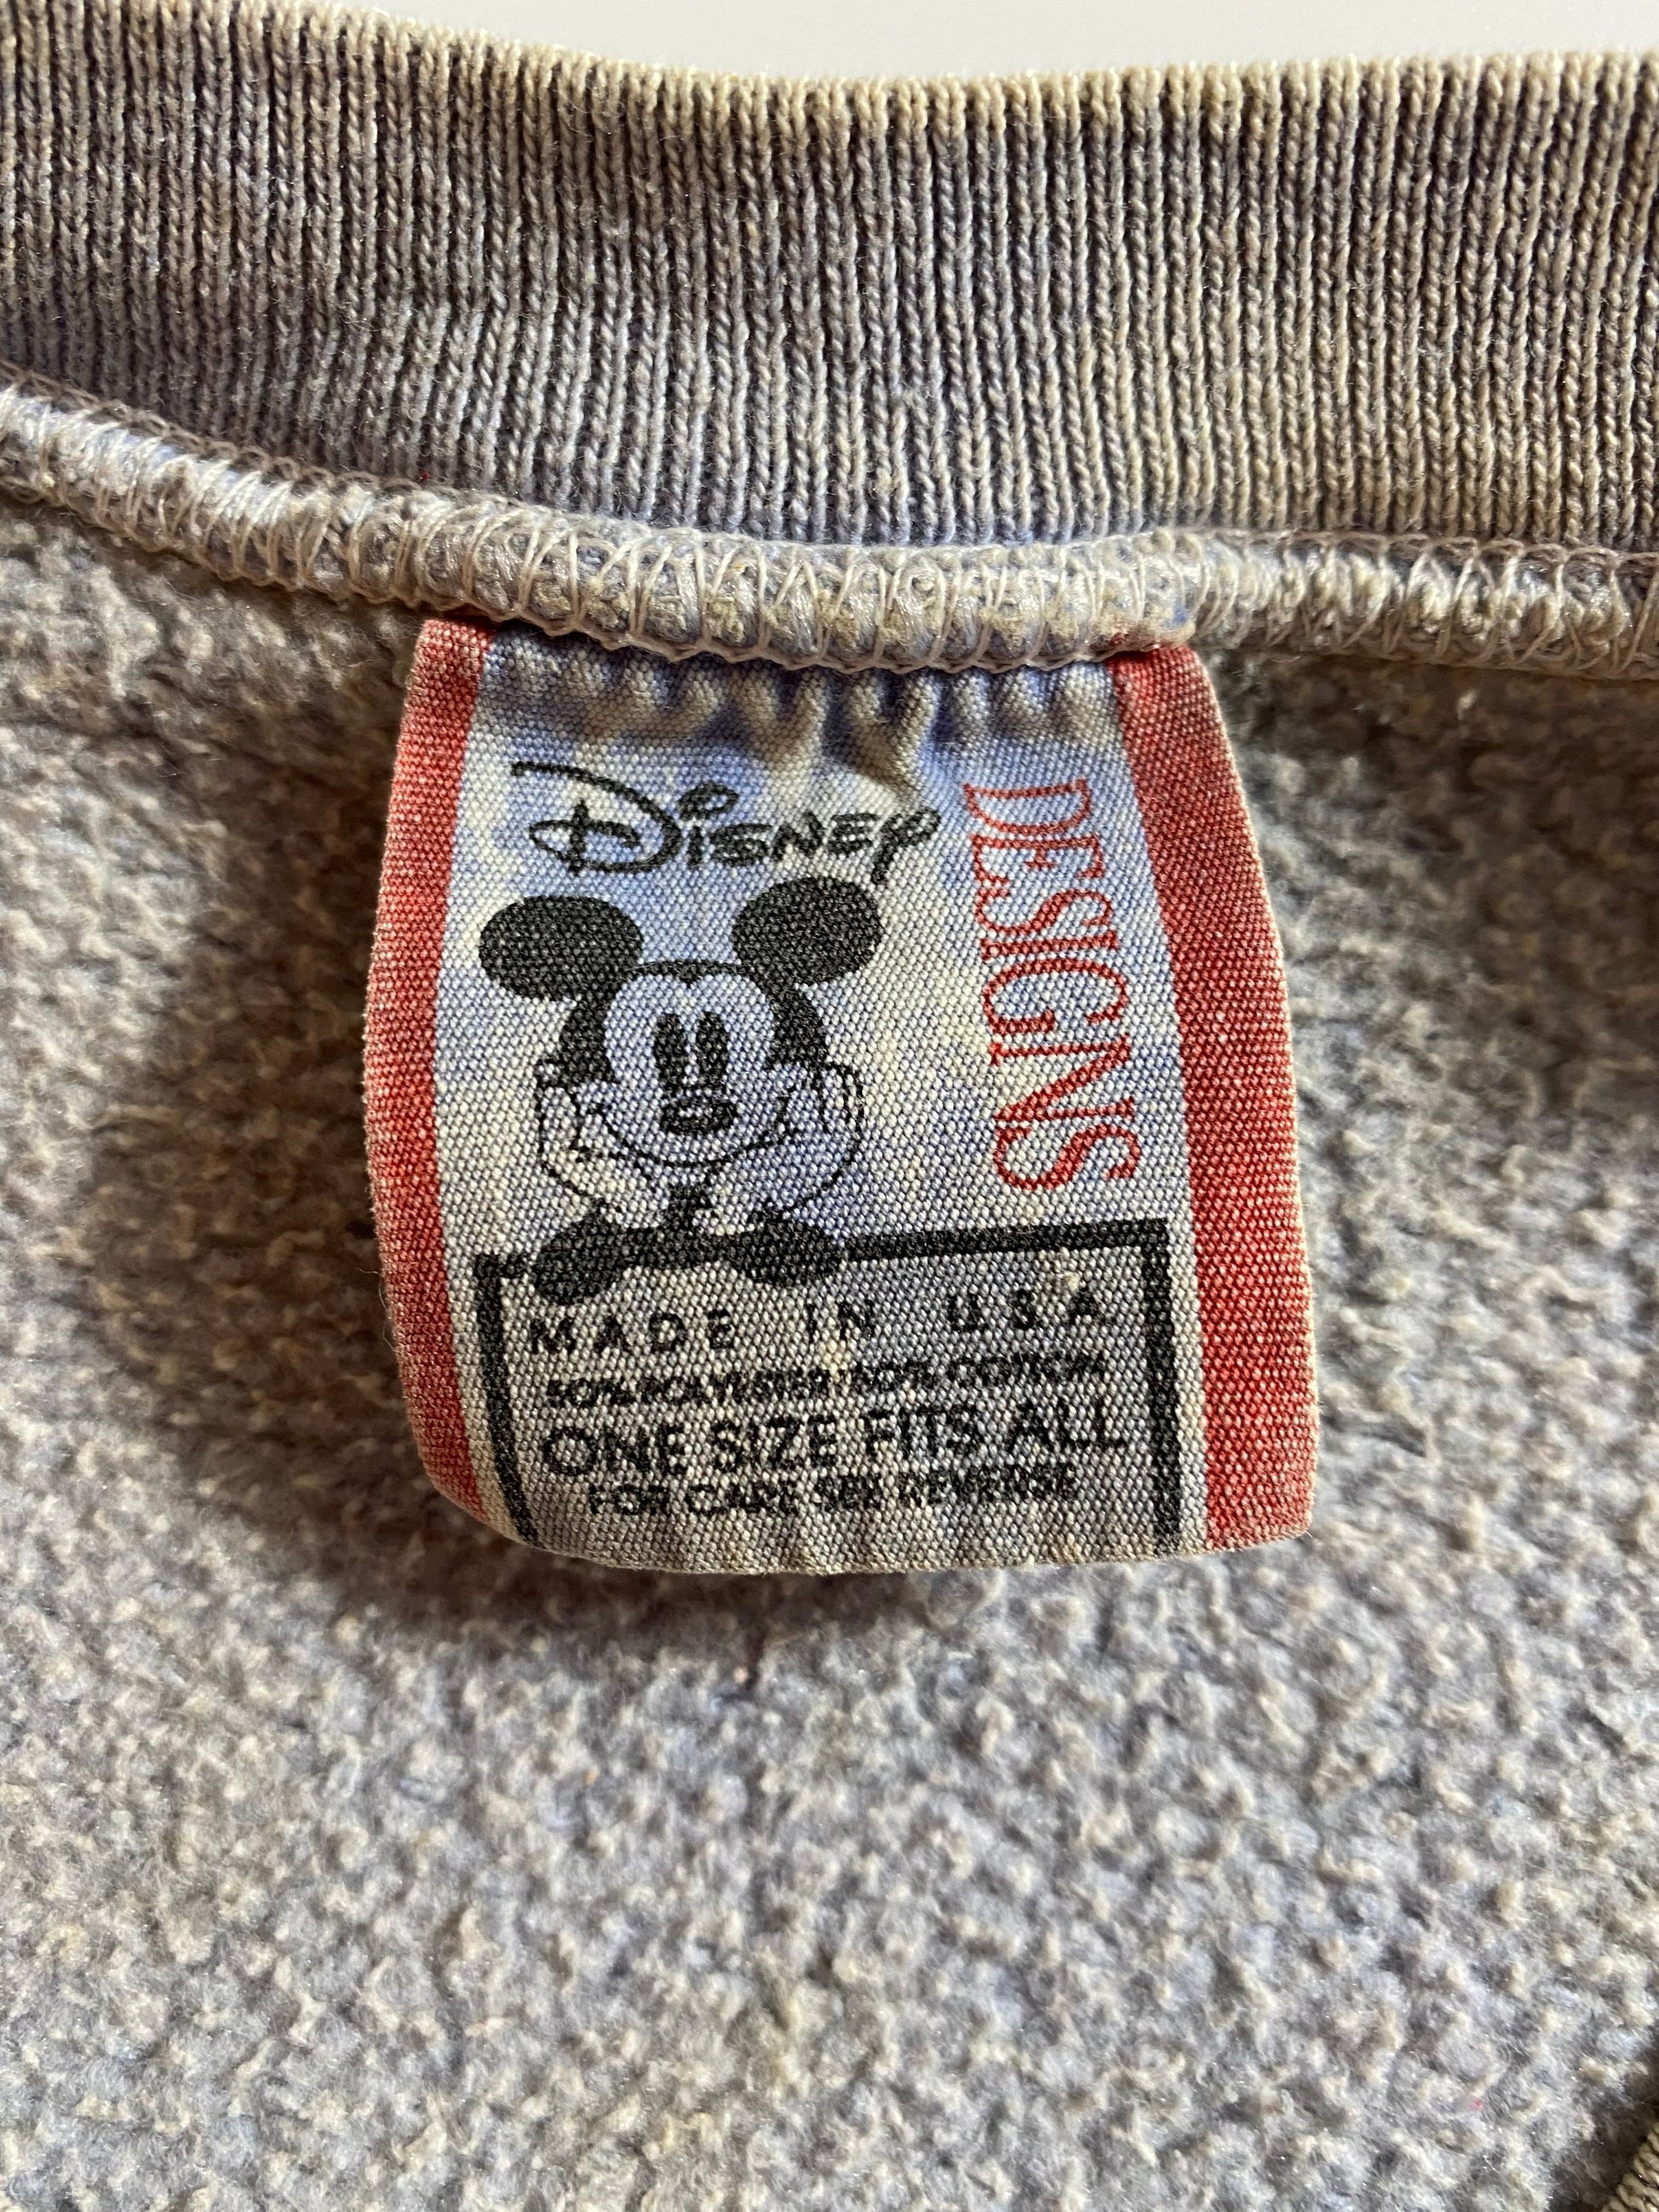 Disney
DESIGNS
MADE IN USA
50% POLYESTER 50% COTTON
ONE SIZE FITS ALL
FOR CARE SEE REVERSE